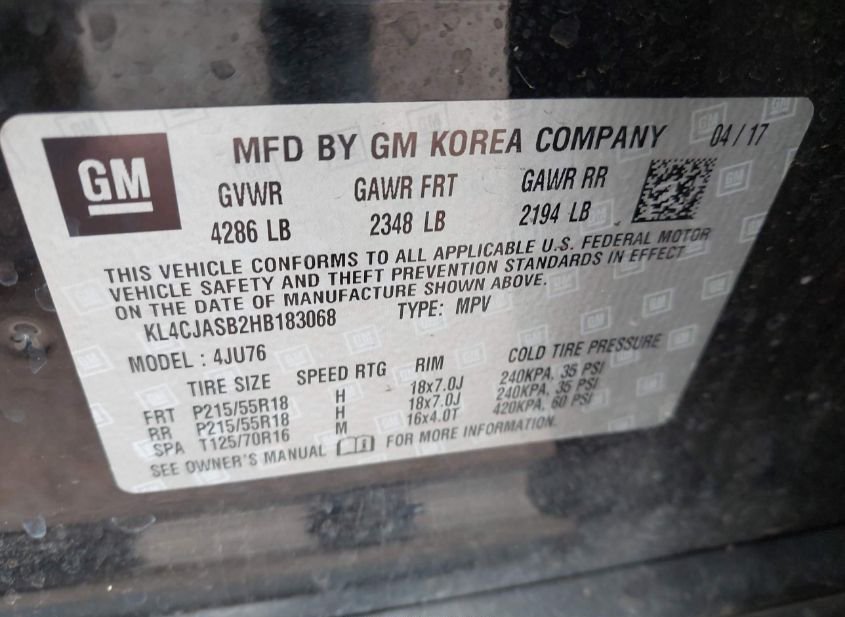 GM
MFD BY GM KOREA COMPANY 04/17
GVWR GAWR FRT GAWR RR
4286 LB 2348 LB 2194 LB
THIS VEHICLE CONFORMS TO ALL APPLICABLE U.S. FEDERAL MOTOR
VEHICLE SAFETY AND THEFT PREVENTION STANDARDS IN EFFECT
ON THE DATE OF MANUFACTURE SHOWN ABOVE.
KL4CJASB2HB183068 TYPE: MPV
MODEL : 4JU76
TIRE SIZE SPEED RTG RIM COLD TIRE PRESSURE
FRT P215/55R18 H 18x7.0J 240KPA, 35 PSI
RR P215/55R18 H 18x7.0J 240KPA, 35 PSI
SPA T125/70R16 M 16x4.0T 420KPA, 60 PSI
SEE OWNER'S MANUAL FOR MORE INFORMATION.